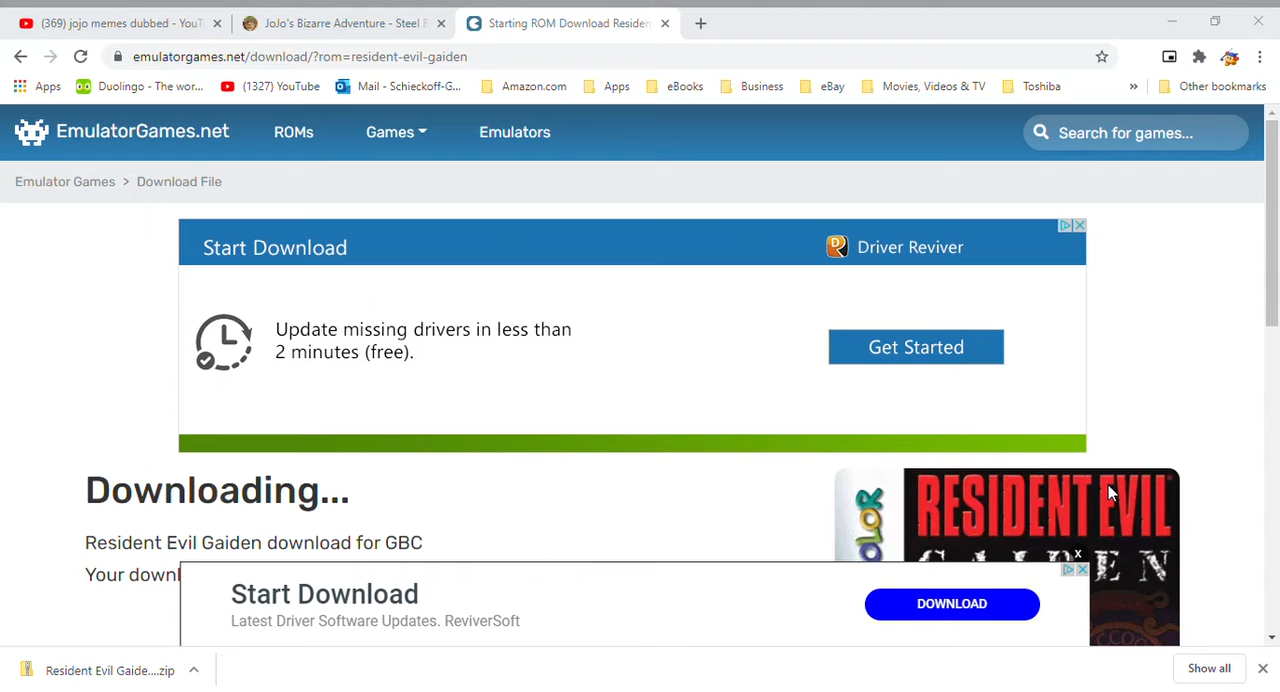 (369) jojo memes dubbed - YouT
JoJo's Bizarre Adventure - Steel B
Starting ROM Download Residen
emulatorgames.net/download/?rom=resident-evil-gaiden
Apps Duolingo - The wor... (1327) YouTube Mail - Schieckoff-G... Amazon.com Apps eBooks Business eBay Movies, Videos & TV Toshiba » Other bookmarks
EmulatorGames.net ROMs Games Emulators Search for games...
Emulator Games > Download File
Start Download Driver Reviver
Update missing drivers in less than
2 minutes (free).
Get Started
Downloading...
RESIDENT EVIL
Resident Evil Gaiden download for GBC
COLOR
GAIDEN
x
Your downl
Start Download
DOWNLOAD
Latest Driver Software Updates. ReviverSoft
Resident Evil Gaide....zip
Show all